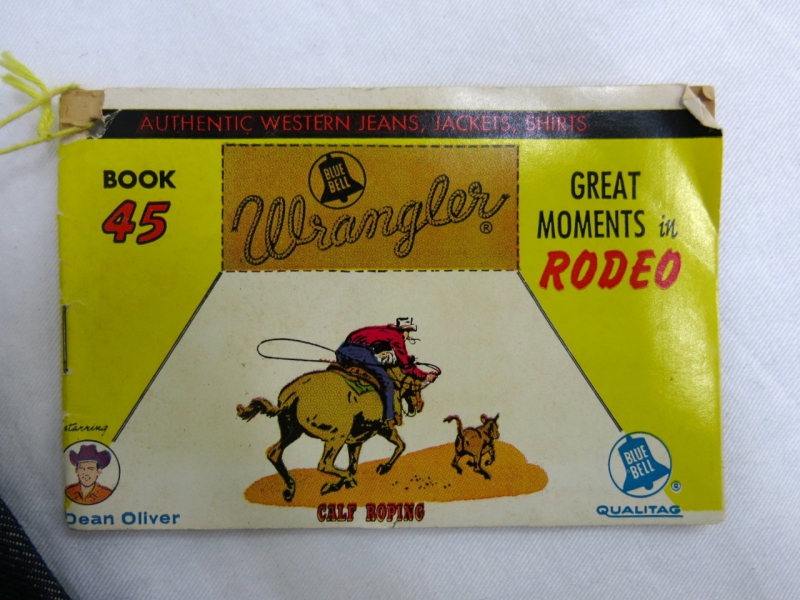 AUTHENTIC WESTERN JEANS, JACKETS, SHIRTS
BOOK
45
BLUE
BELL
Wrangler®
GREAT
MOMENTS in
RODEO
starring
Dean Oliver
CALF ROPING
BLUE
BELL
®
QUALITAG